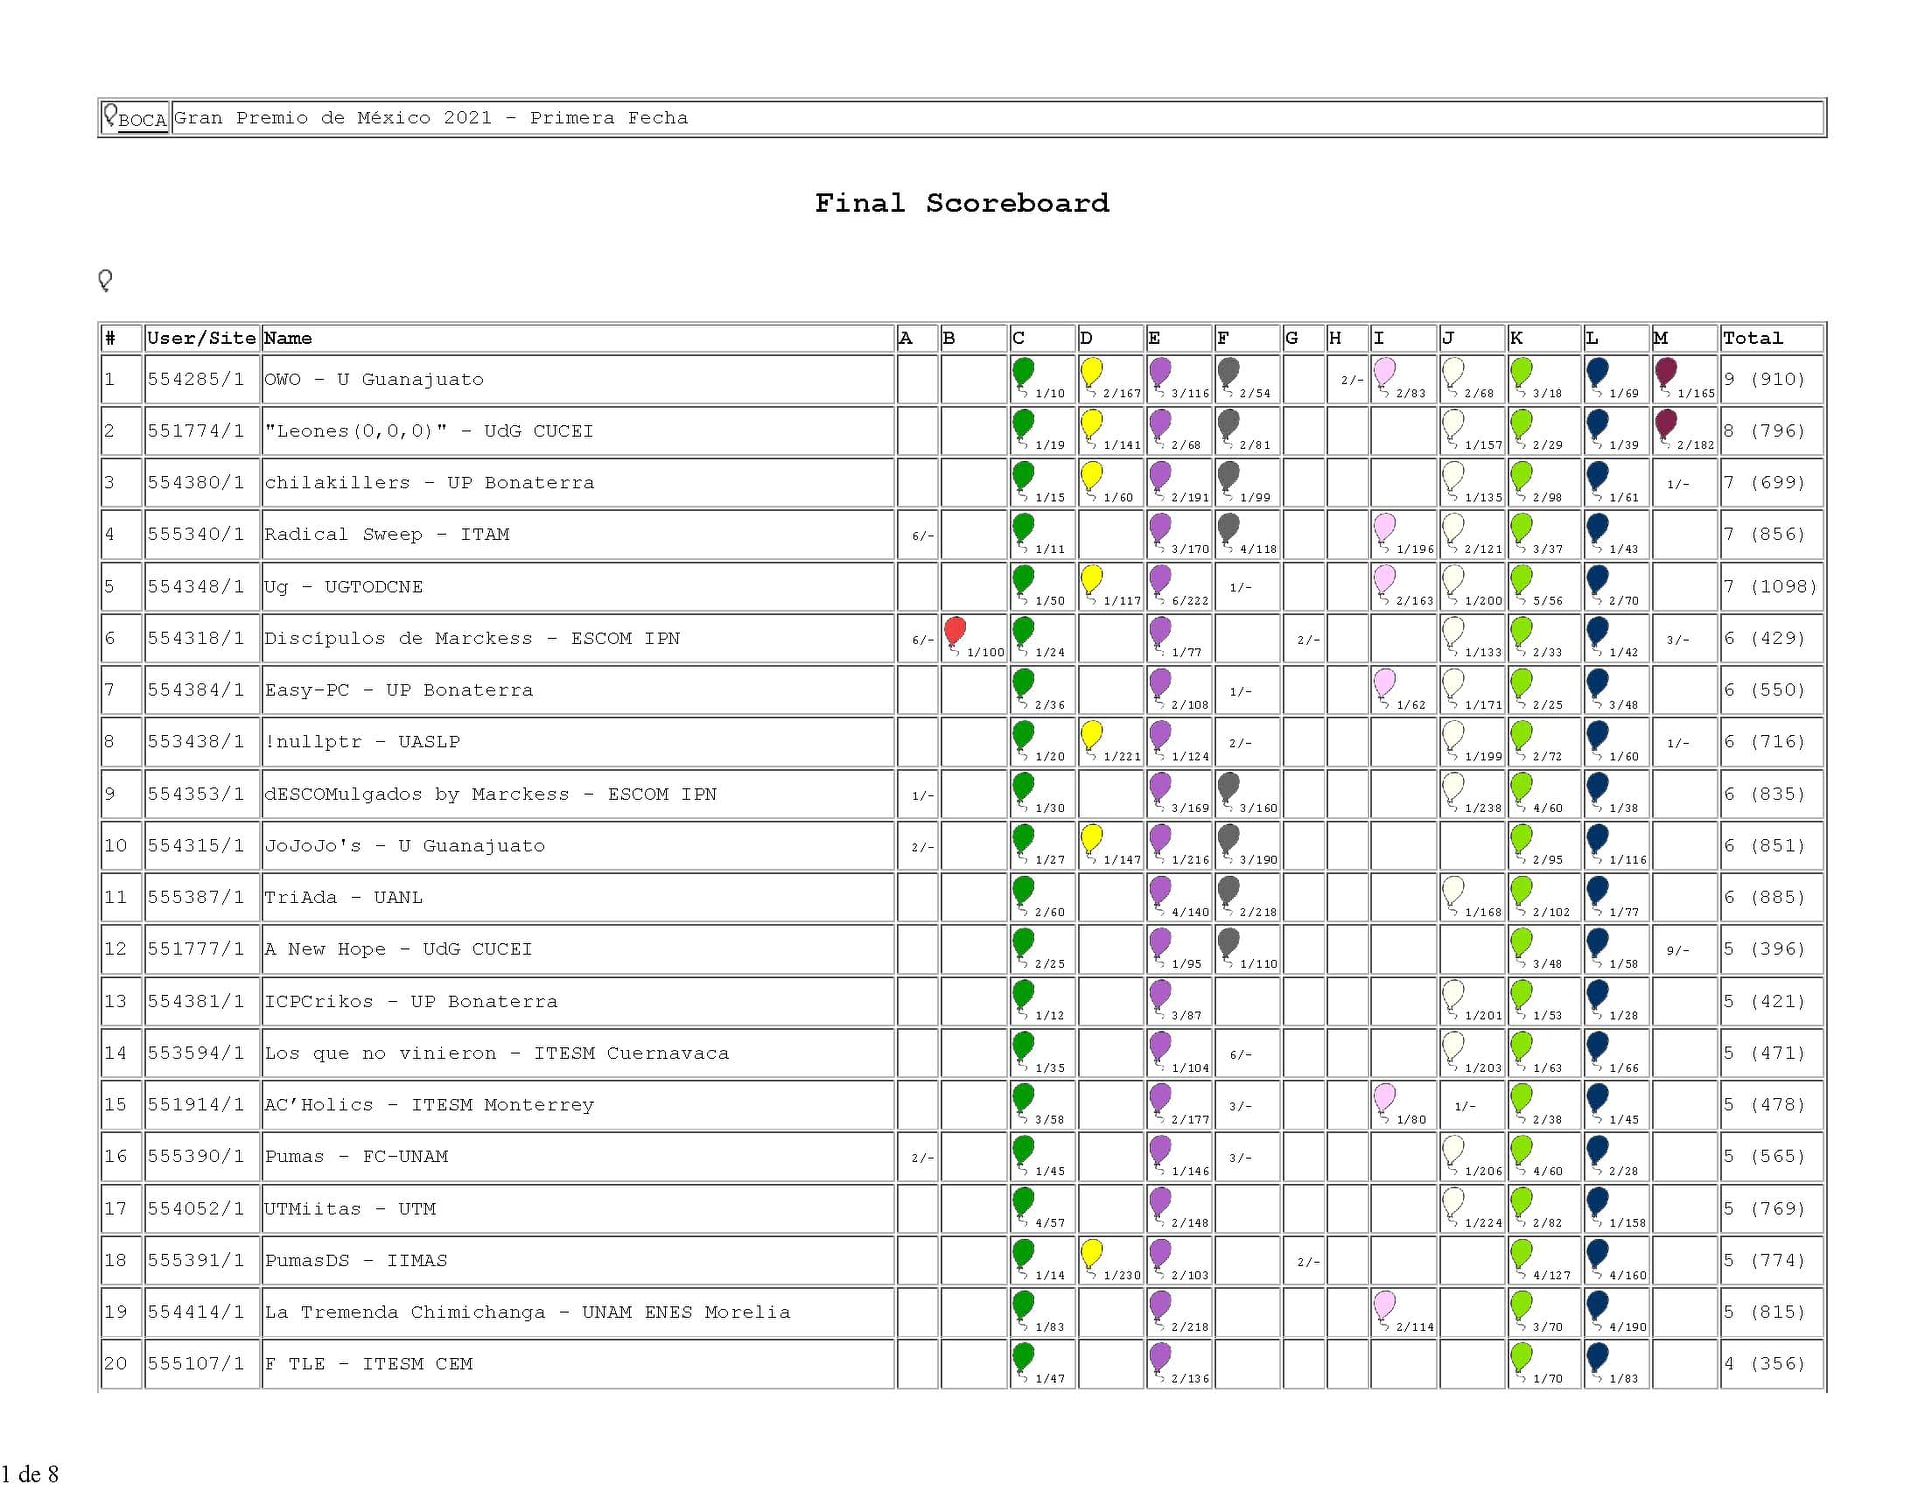 BOCA Gran Premio de México 2021 - Primera Fecha
Final Scoreboard
# User/Site Name A B C D E F G H I J K L M Total
1 554285/1 OWO - U Guanajuato 1/10 2/167 3/116 2/54 2/- 2/83 2/68 3/18 1/69 1/165 9 (910)
2 551774/1 "Leones(0,0,0)" - UdG CUCEI 1/19 1/141 2/68 2/81 1/157 2/29 1/39 2/182 8 (796)
3 554380/1 chilakillers - UP Bonaterra 1/15 1/60 2/191 1/99 1/135 2/98 1/61 1/- 7 (699)
4 555340/1 Radical Sweep - ITAM 6/- 1/11 3/170 4/118 1/196 2/121 3/37 1/43 7 (856)
5 554348/1 Ug - UGTODCNE 1/50 1/117 6/222 1/- 2/163 1/200 5/56 2/70 7 (1098)
6 554318/1 Discípulos de Marckess - ESCOM IPN 6/- 1/100 1/24 1/77 2/- 1/133 2/33 1/42 3/- 6 (429)
7 554384/1 Easy-PC - UP Bonaterra 2/36 2/108 1/- 1/62 1/171 2/25 3/48 6 (550)
8 553438/1 !nullptr - UASLP 1/20 1/221 1/124 2/- 1/199 2/72 1/60 1/- 6 (716)
9 554353/1 dESCOMulgados by Marckess - ESCOM IPN 1/- 1/30 3/169 3/160 1/238 4/60 1/38 6 (835)
10 554315/1 JoJoJo's - U Guanajuato 2/- 1/27 1/147 1/216 3/190 2/95 1/116 6 (851)
11 555387/1 TriAda - UANL 2/60 4/140 2/218 1/168 2/102 1/77 6 (885)
12 551777/1 A New Hope - UdG CUCEI 2/25 1/95 1/110 3/48 1/58 9/- 5 (396)
13 554381/1 ICPCrikos - UP Bonaterra 1/12 3/87 1/201 1/53 1/28 5 (421)
14 553594/1 Los que no vinieron - ITESM Cuernavaca 1/35 1/104 6/- 1/203 1/63 1/66 5 (471)
15 551914/1 AC’Holics - ITESM Monterrey 3/58 2/177 3/- 1/80 1/- 2/38 1/45 5 (478)
16 555390/1 Pumas - FC-UNAM 2/- 1/45 1/146 3/- 1/206 4/60 2/28 5 (565)
17 554052/1 UTMiitas - UTM 4/57 2/148 1/224 2/82 1/158 5 (769)
18 555391/1 PumasDS - IIMAS 1/14 1/230 2/103 2/- 4/127 4/160 5 (774)
19 554414/1 La Tremenda Chimichanga - UNAM ENES Morelia 1/83 2/218 2/114 3/70 4/190 5 (815)
20 555107/1 F TLE - ITESM CEM 1/47 2/136 1/70 1/83 4 (356)
1 de 8